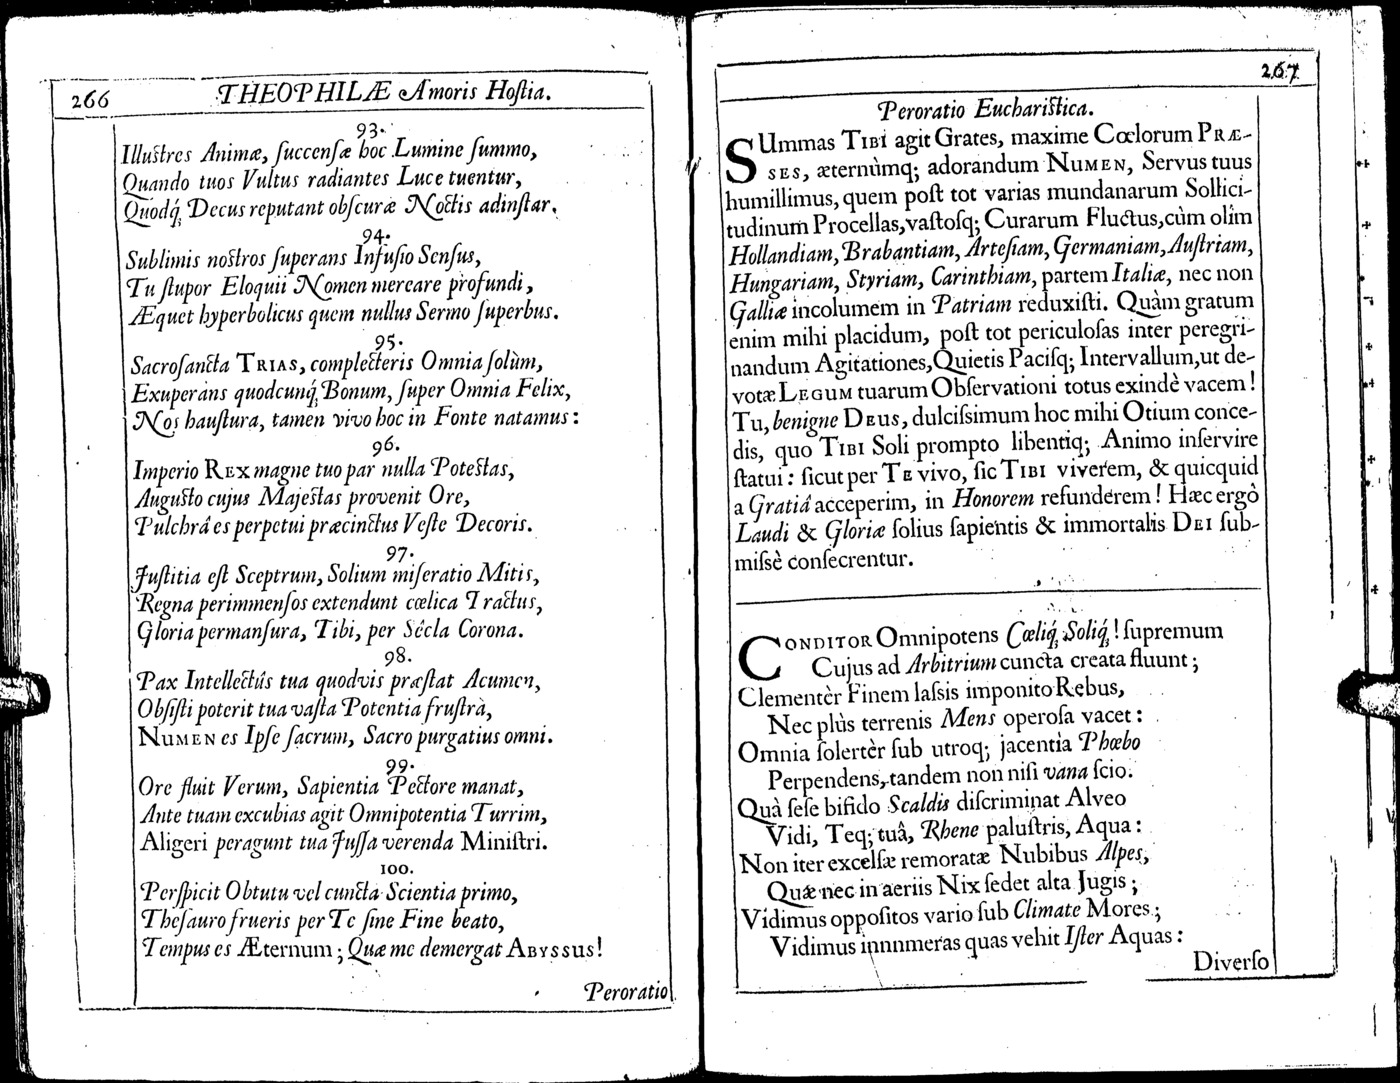 266 THEOPHILÆ Amoris Hoſtia.
93.
Illuſtres Animæ, ſuccenſæ hoc Lumine ſummo,
Quando tuos Vultus radiantes Luce tuentur,
Quodq́; Decus reputant obſcuræ Noctis adinſtar.
94.
Sublimis noſtros ſuperans Infuſio Senſus,
Tu ſtupor Eloquii Nomen mercare profundi,
Æquet hyperbolicus quem nullus Sermo ſuperbus.
95.
Sacroſancta TRIAS, complecteris Omnia ſolùm,
Exuperans quodcunq́; Bonum, ſuper Omnia Felix,
Nos hauſtura, tamen vivo hoc in Fonte natamus:
96.
Imperio REX magne tuo par nulla Poteſtas,
Auguſto cujus Majeſtas provenit Ore,
Pulchrâ es perpetui præcinctus Veſte Decoris.
97.
Juſtitia eſt Sceptrum, Solium miſeratio Mitis,
Regna perimmenſos extendunt cœlica Tractus,
Gloria permanſura, Tibi, per Sêcla Corona.
98.
Pax Intellectûs tua quodvis præſtat Acumen,
Obſiſti poterit tua vaſta Potentia fruſtrà,
NUMEN es Ipſe ſacrum, Sacro purgatius omni.
99.
Ore fluit Verum, Sapientia Pectore manat,
Ante tuam excubias agit Omnipotentia Turrim,
Aligeri peragunt tua Juſſa verenda Miniſtri.
100.
Perſpicit Obtutu vel cuncta Scientia primo,
Theſauro frueris per Te ſine Fine beato,
Tempus es Æternum; Quæ me demergat ABYSSUS!
Peroratio
267
Peroratio Euchariſtica.
SUmmas TIBI agit Grates, maxime Cœlorum PRÆ-
SES, æternùmq; adorandum NUMEN, Servus tuus
humillimus, quem poſt tot varias mundanarum Sollici-
tudinum Procellas, vaſtoſq; Curarum Fluctus, cùm olim
Hollandiam, Brabantiam, Arteſiam, Germaniam, Auſtriam,
Hungariam, Styriam, Carinthiam, partem Italiæ, nec non
Galliæ incolumem in Patriam reduxiſti. Quàm gratum
enim mihi placidum, poſt tot periculoſas inter peregri-
nandum Agitationes, Quietis Paciſq; Intervallum, ut de-
votæ LEGUM tuarum Obſervationi totus exindè vacem!
Tu, benigne DEUS, dulciſsimum hoc mihi Otium conce-
dis, quo TIBI Soli prompto libentiq; Animo inſervire
ſtatui: ſicut per TE vivo, ſic TIBI viverem, & quicquid
a Gratiâ acceperim, in Honorem refunderem! Hæc ergò
Laudi & Gloriæ ſolius ſapientis & immortalis DEI ſub-
miſsè conſecrentur.
CONDITOR Omnipotens Cœliq́; Soliq́;! ſupremum
Cujus ad Arbitrium cuncta creata fluunt;
Clementèr Finem laſsis imponito Rebus,
Nec plùs terrenis Mens operoſa vacet:
Omnia ſolertèr ſub utroq; jacentia Phœbo
Perpendens, tandem non niſi vana ſcio.
Quà ſeſe bifido Scaldis diſcriminat Alveo
Vidi, Teq; tuâ, Rhene paluſtris, Aqua:
Non iter excelſæ remoratæ Nubibus Alpes,
Quæ nec in aeriis Nix ſedet alta Jugis;
Vidimus oppoſitos vario ſub Climate Mores;
Vidimus innnmeras quas vehit Iſter Aquas:
Diverſo